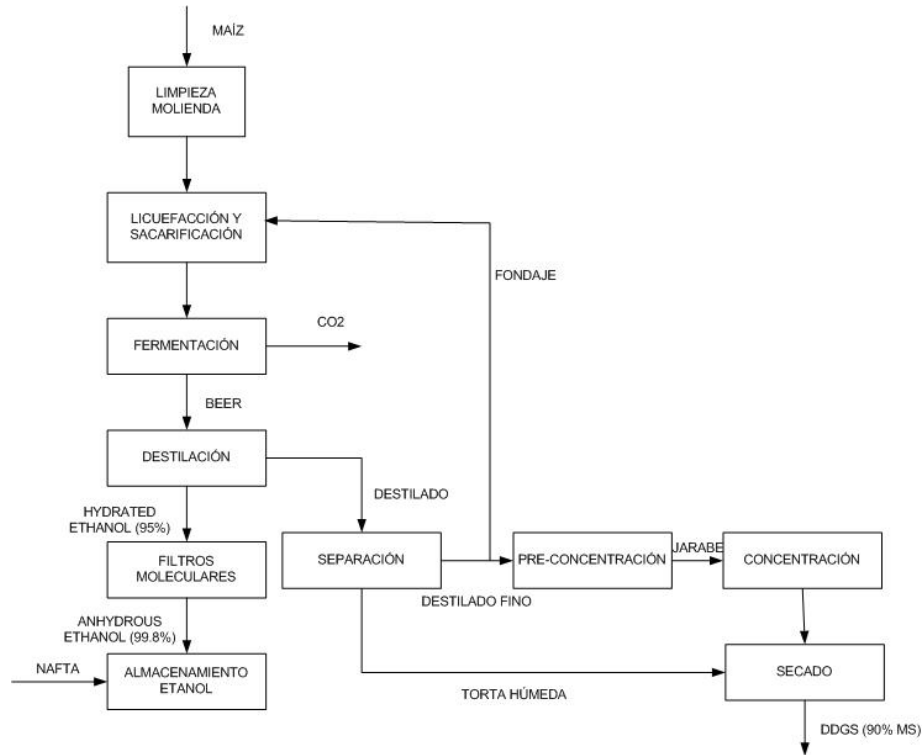 MAÍZ
LIMPIEZA
MOLIENDA
LICUEFACCIÓN Y
SACARIFICACIÓN
FONDAJE
CO2
FERMENTACIÓN
BEER
DESTILACIÓN
DESTILADO
HYDRATED
ETHANOL (95%)
FILTROS
MOLECULARES
SEPARACIÓN
PRE-CONCENTRACIÓN
JARABE
CONCENTRACIÓN
DESTILADO FINO
ANHYDROUS
ETHANOL (99.8%)
NAFTA
ALMACENAMIENTO
ETANOL
TORTA HÚMEDA
SECADO
DDGS (90% MS)